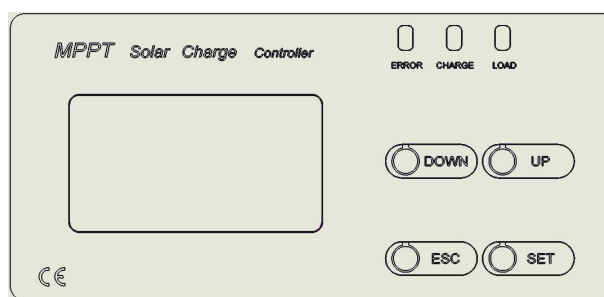 MPPT Solar Charge Controller
ERROR CHARGE LOAD
DOWN UP
ESC SET
CE